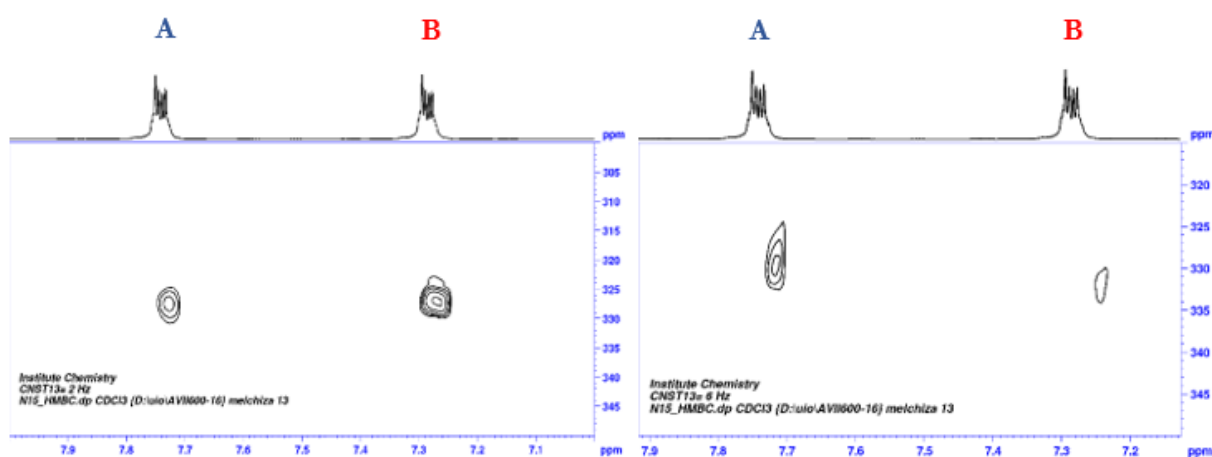 A B
ppm
305
310
315
320
325
330
335
340
345
Institute Chemistry
CNST13= 2 Hz
N15_HMBC.dp CDCl3 {D:\uio\AVII600-16} melchiza 13
7.9 7.8 7.7 7.6 7.5 7.4 7.3 7.2 7.1 ppm
A B
ppm
320
325
330
335
340
345
Institute Chemistry
CNST13= 6 Hz
N15_HMBC.dp CDCl3 {D:\uio\AVII600-16} melchiza 13
7.9 7.8 7.7 7.6 7.5 7.4 7.3 7.2 ppm